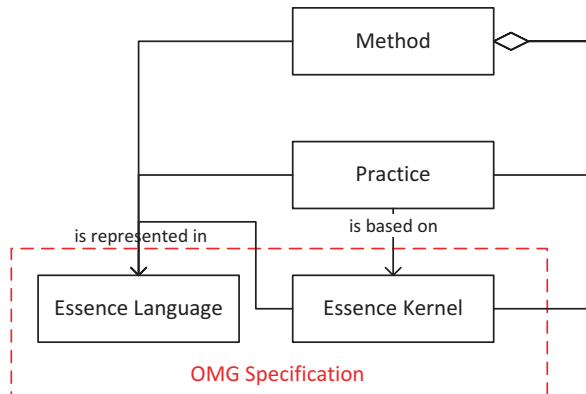 Method
Practice
is based on
is represented in
Essence Language
Essence Kernel
OMG Specification